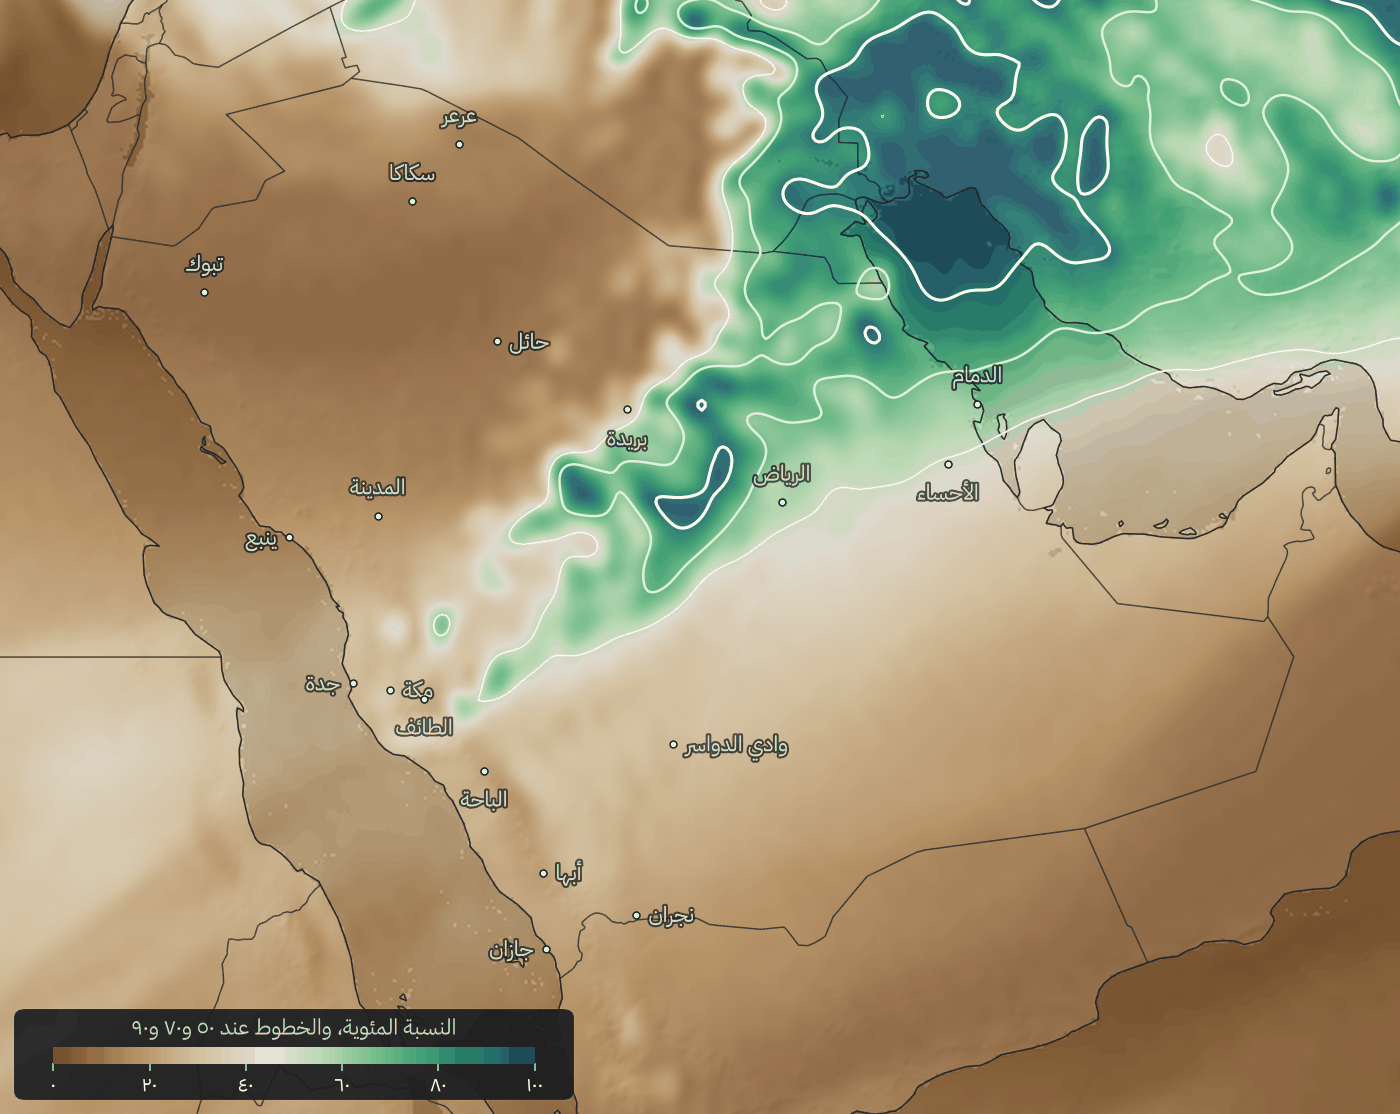 عرعر
سكاكا
تبوك
حائل
الدمام
بريدة
الرياض
المدينة
الأحساء
ينبع
جدة
مكة
الطائف
وادي الدواسر
الباحة
أبها
نجران
جازان
النسبة المئوية، والخطوط عند ٥٠ و٧٠ و٩٠
٠ ٢٠ ٤٠ ٦٠ ٨٠ ١٠٠